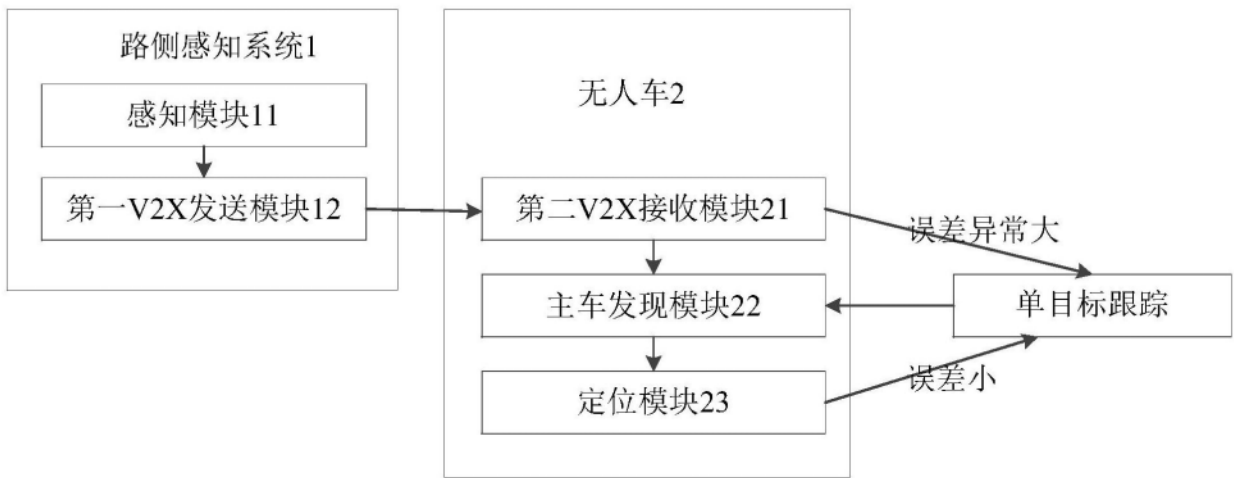 路侧感知系统1
感知模块11
第一V2X发送模块12
无人车2
第二V2X接收模块21
主车发现模块22
定位模块23
误差异常大
单目标跟踪
误差小